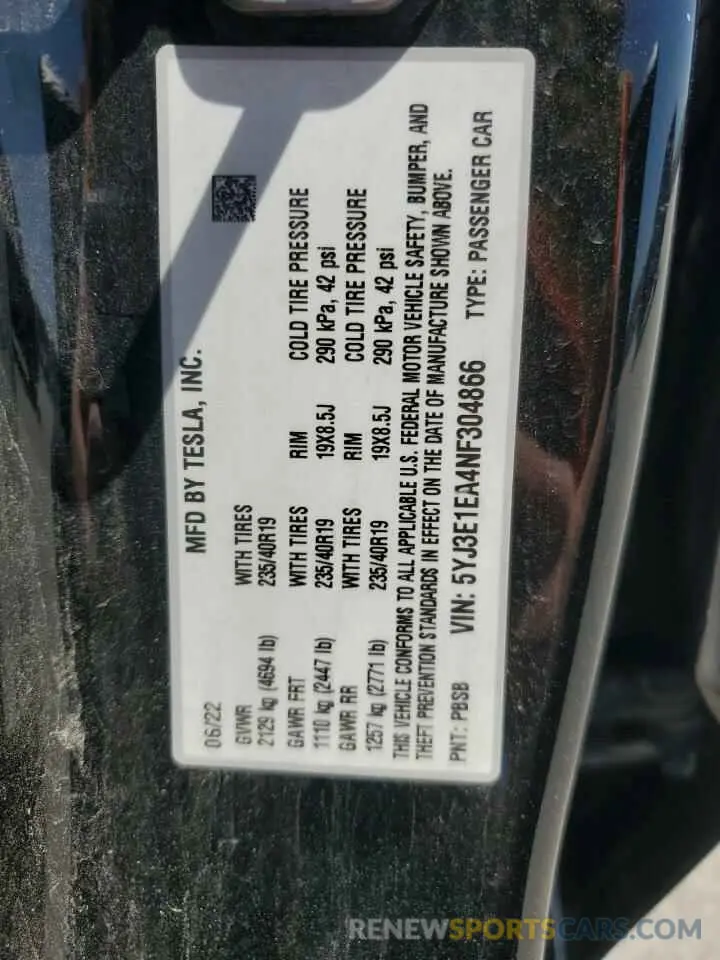 MFD BY TESLA, INC.
06/22
GVWR WITH TIRES
2129 kg (4694 lb) 235/40R19
GAWR FRT WITH TIRES RIM COLD TIRE PRESSURE
1110 kg (2447 lb) 235/40R19 19X8.5J 290 kPa, 42 psi
GAWR RR WITH TIRES RIM COLD TIRE PRESSURE
1257 kg (2771 lb) 235/40R19 19X8.5J 290 kPa, 42 psi
THIS VEHICLE CONFORMS TO ALL APPLICABLE U.S. FEDERAL MOTOR VEHICLE SAFETY, BUMPER, AND
THEFT PREVENTION STANDARDS IN EFFECT ON THE DATE OF MANUFACTURE SHOWN ABOVE.
PNT: PBSB VIN: 5YJ3E1EA4NF304866 TYPE: PASSENGER CAR
RENEWSPORTSCARS.COM